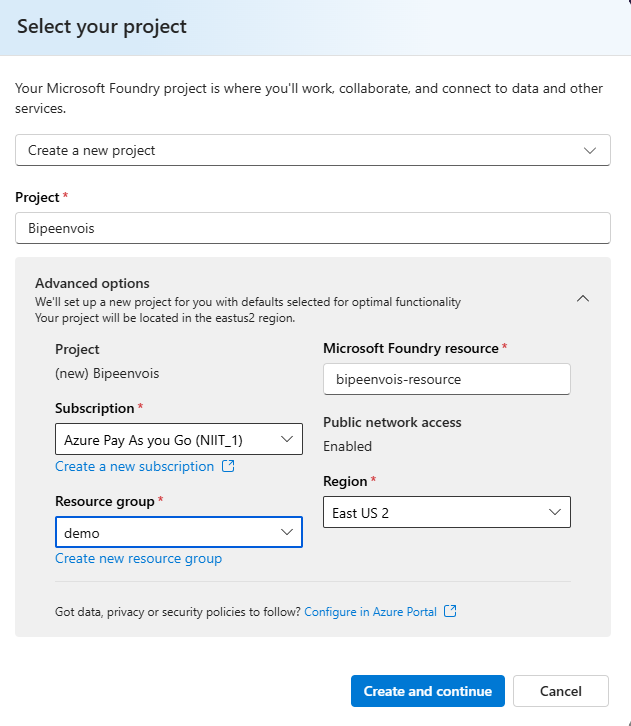 Select your project
Your Microsoft Foundry project is where you'll work, collaborate, and connect to data and other
services.
Create a new project
Project *
Bipeenvois
Advanced options
We'll set up a new project for you with defaults selected for optimal functionality
Your project will be located in the eastus2 region.
Project
(new) Bipeenvois
Subscription *
Azure Pay As you Go (NIIT_1)
Create a new subscription
Resource group *
demo
Create new resource group
Microsoft Foundry resource *
bipeenvois-resource
Public network access
Enabled
Region *
East US 2
Got data, privacy or security policies to follow? Configure in Azure Portal
Create and continue
Cancel